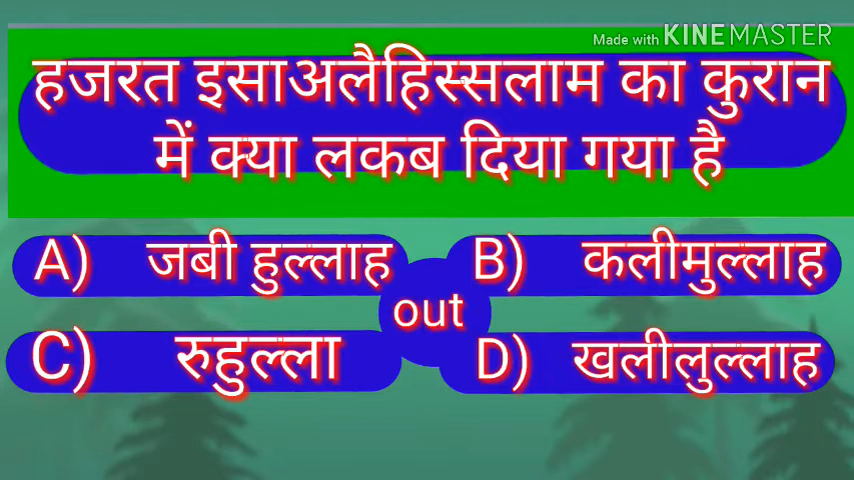 Made with KINEMASTER
हजरत इसाअलैहिस्सलाम का कुरान
में क्या लकब दिया गया है
A) जबी हुल्लाह
B) कलीमुल्लाह
out
C) रुहुल्ला
D) खलीलुल्लाह